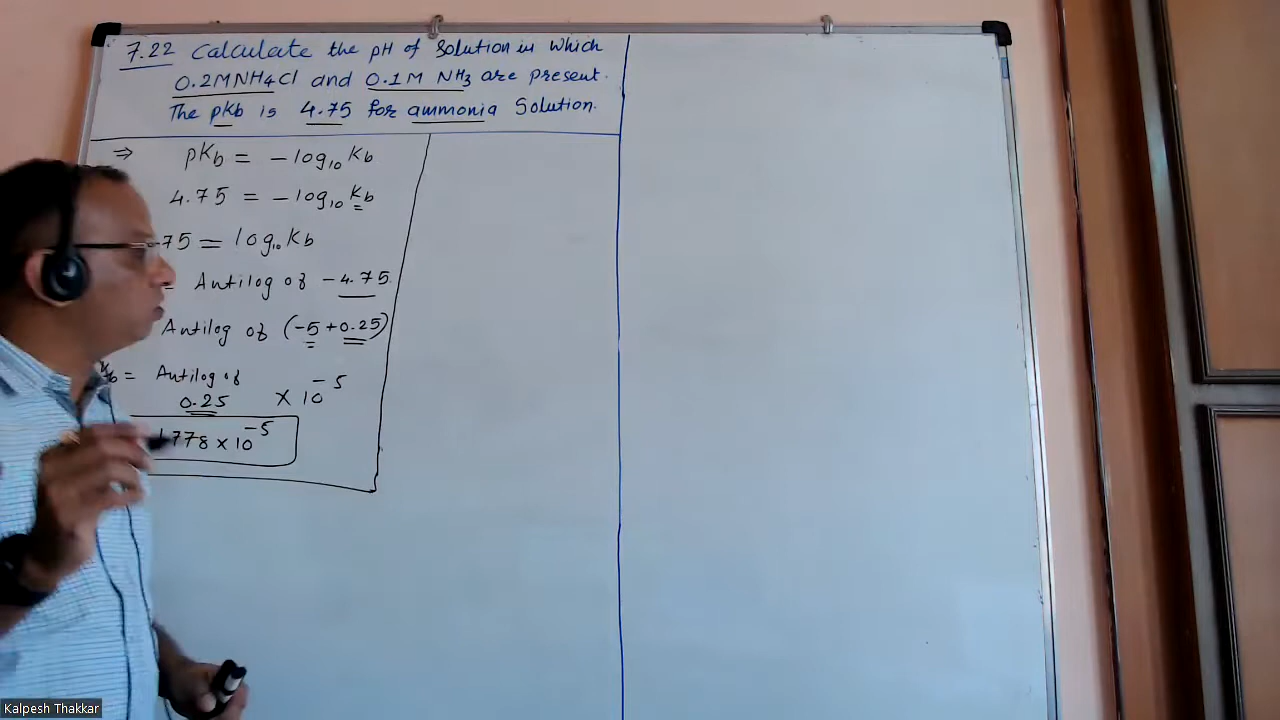 7.22 Calculate the pH of solution in which
0.2M NH4Cl and 0.1M NH3 are present.
The pKb is 4.75 for ammonia Solution.
⇒ pKb = -log10 Kb
4.75 = -log10 Kb
-75 = log10 Kb
= Antilog of -4.75
Antilog of (-5 + 0.25)
Kb = Antilog of
0.25 × 10-5
1.778 × 10-5
Kalpesh Thakkar